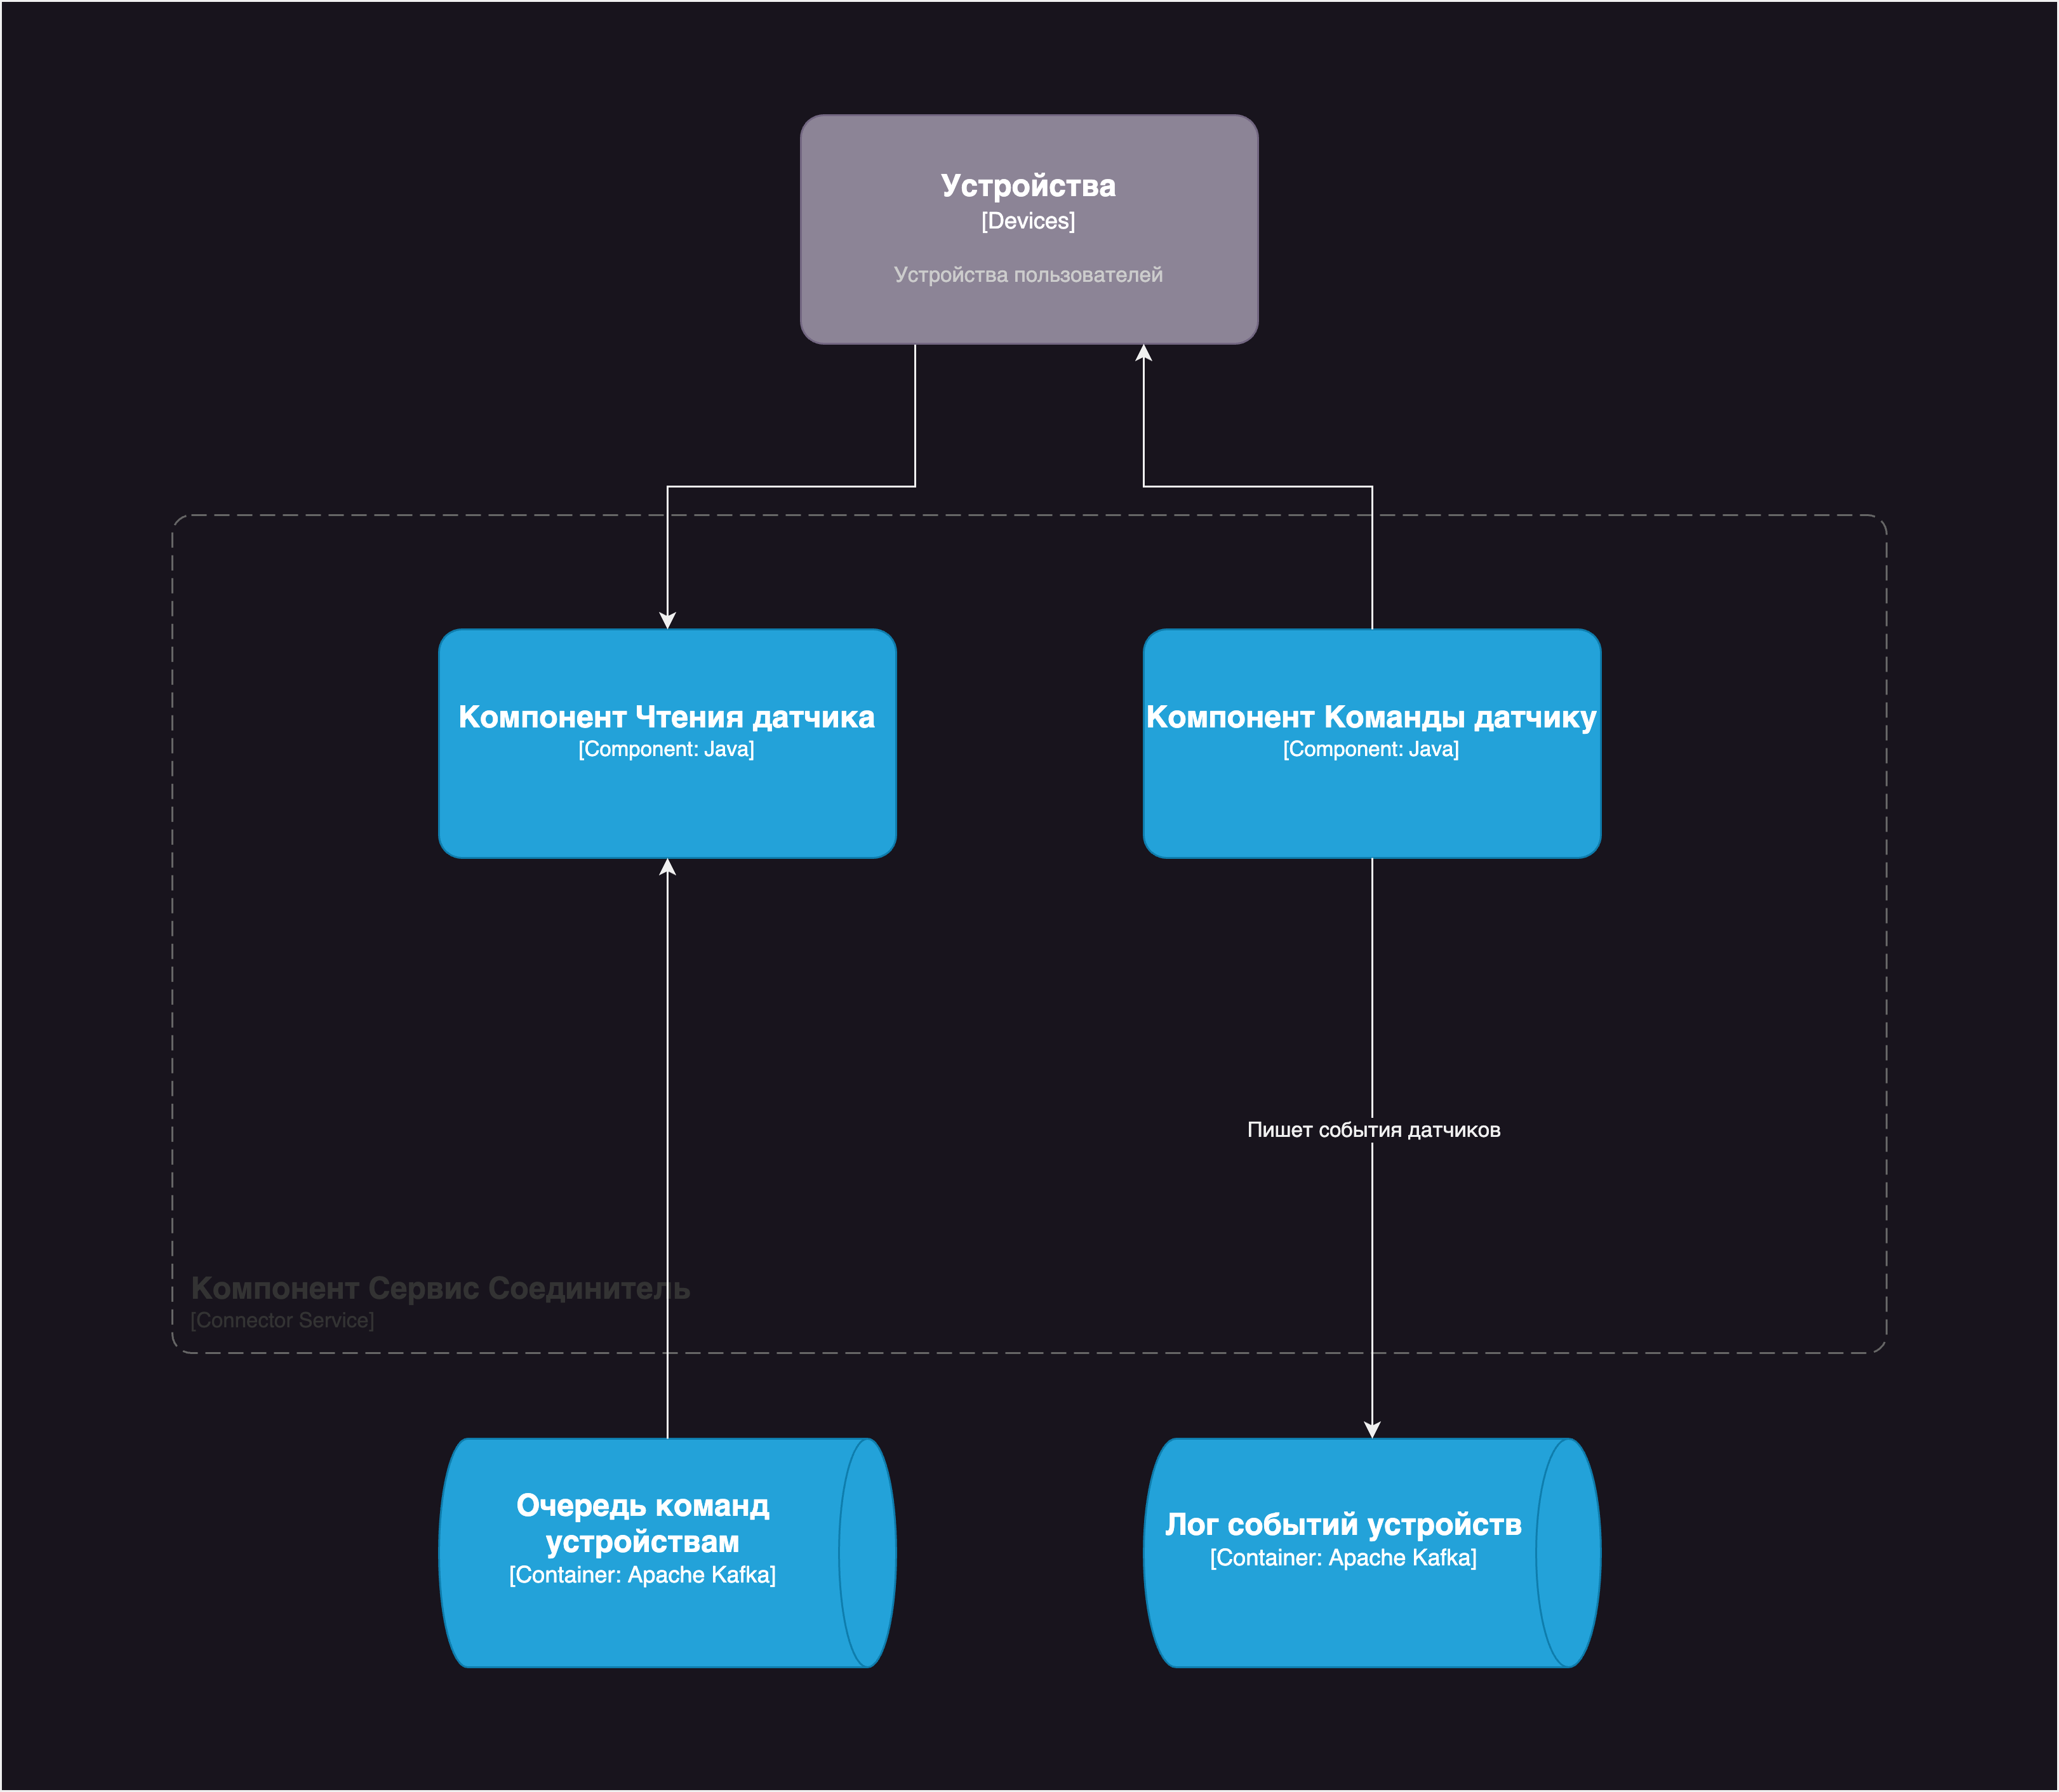 Устройства
[Devices]
Устройства пользователей
Компонент Чтения датчика
[Component: Java]
Компонент Команды датчику
[Component: Java]
Пишет события датчиков
Компонент Сервис Соединитель
[Connector Service]
Очередь команд
устройствам
[Container: Apache Kafka]
Лог событий устройств
[Container: Apache Kafka]